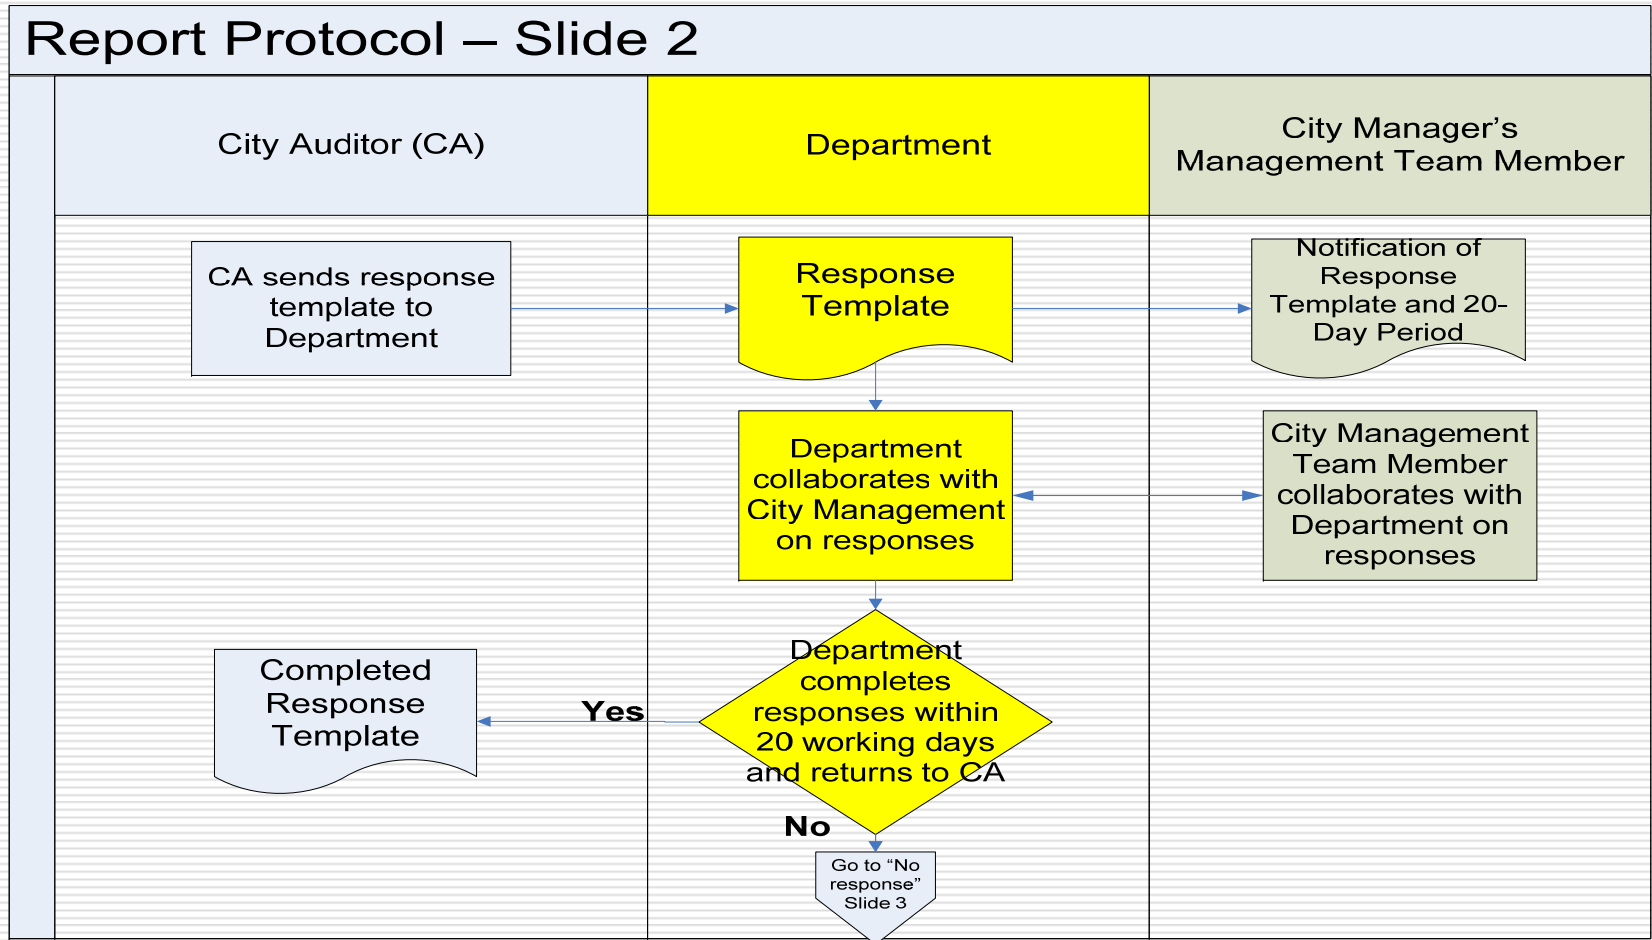 Report Protocol – Slide 2
City Auditor (CA)
Department
City Manager’s
Management Team Member
CA sends response
template to
Department
Response
Template
Notification of
Response
Template and 20-
Day Period
Department
collaborates with
City Management
on responses
City Management
Team Member
collaborates with
Department on
responses
Completed
Response
Template
Yes
Department
completes
responses within
20 working days
and returns to CA
No
Go to “No
response”
Slide 3